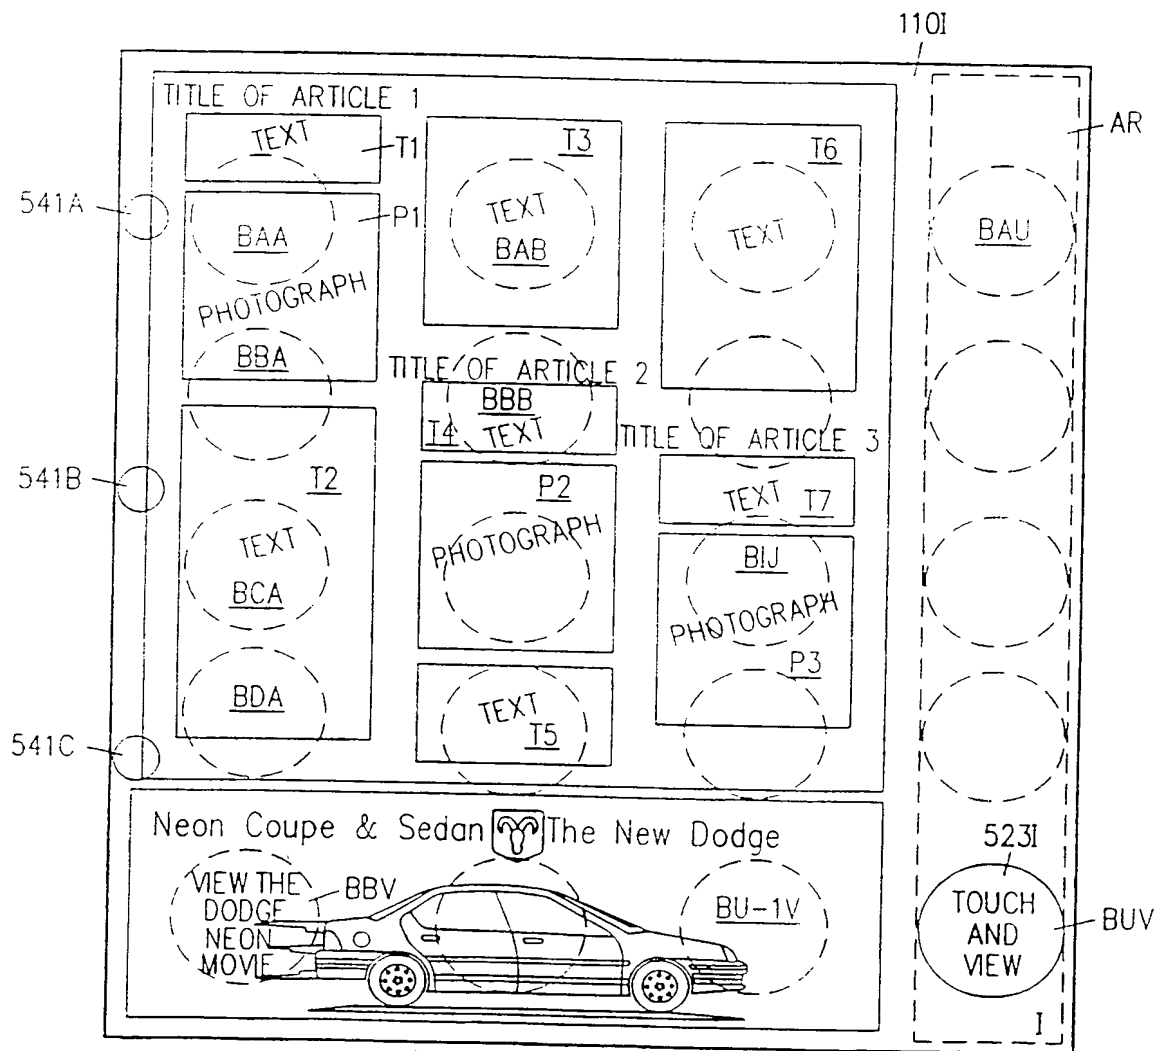 110I
AR
TITLE OF ARTICLE 1
TEXT
T1
541A
P1
BAA
PHOTOGRAPH
BBA
T3
TEXT
BAB
T6
TEXT
BAU
TITLE OF ARTICLE 2
BBB
T4 TEXT
TITLE OF ARTICLE 3
541B
T2
TEXT
BCA
BDA
P2
PHOTOGRAPH
TEXT T7
BIJ
PHOTOGRAPH
P3
TEXT
T5
541C
Neon Coupe & Sedan The New Dodge
VIEW THE
DODGE
NEON
MOVIE
BBV
BU-1V
523I
TOUCH
AND
VIEW
BUV
I